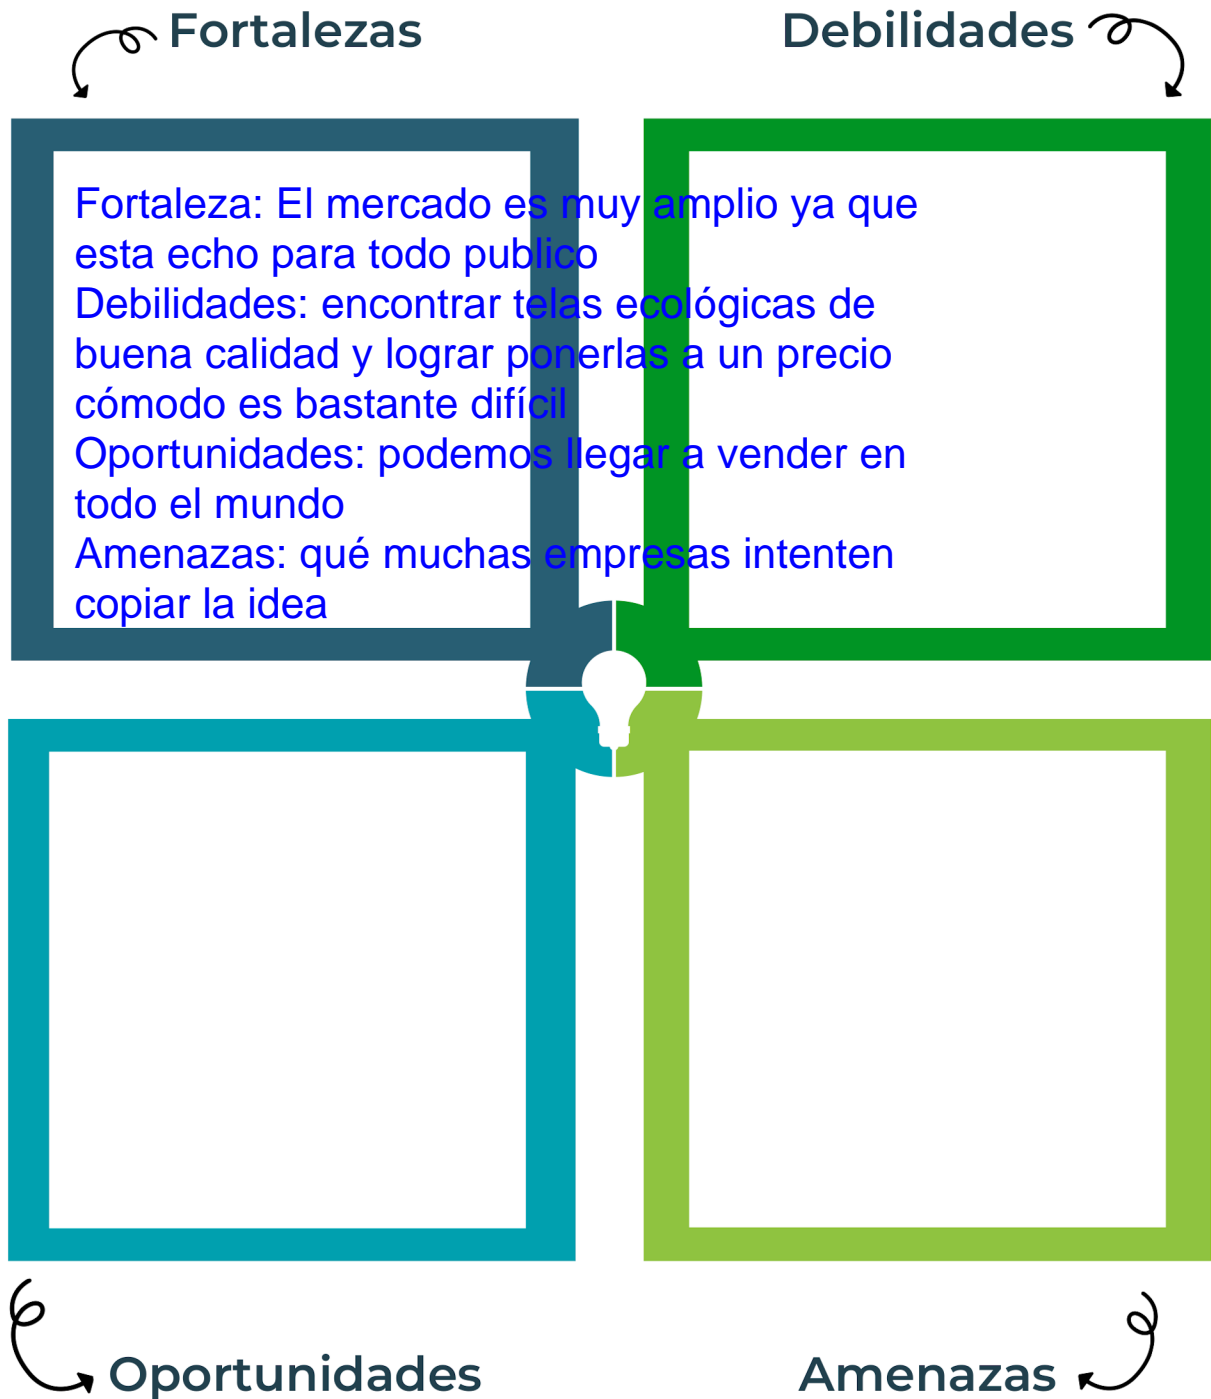 Fortalezas
Debilidades
Fortaleza: El mercado es muy amplio ya que
esta echo para todo publico
Debilidades: encontrar telas ecológicas de
buena calidad y lograr ponerlas a un precio
cómodo es bastante difícil
Oportunidades: podemos llegar a vender en
todo el mundo
Amenazas: qué muchas empresas intenten
copiar la idea
Oportunidades
Amenazas